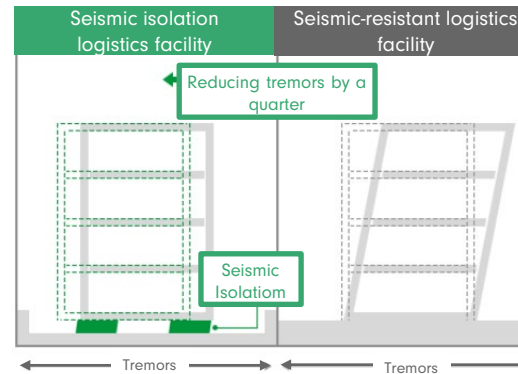 Seismic isolation
logistics facility
Seismic-resistant logistics
facility
Reducing tremors by a
quarter
Seismic
Isolatiom
Tremors
Tremors